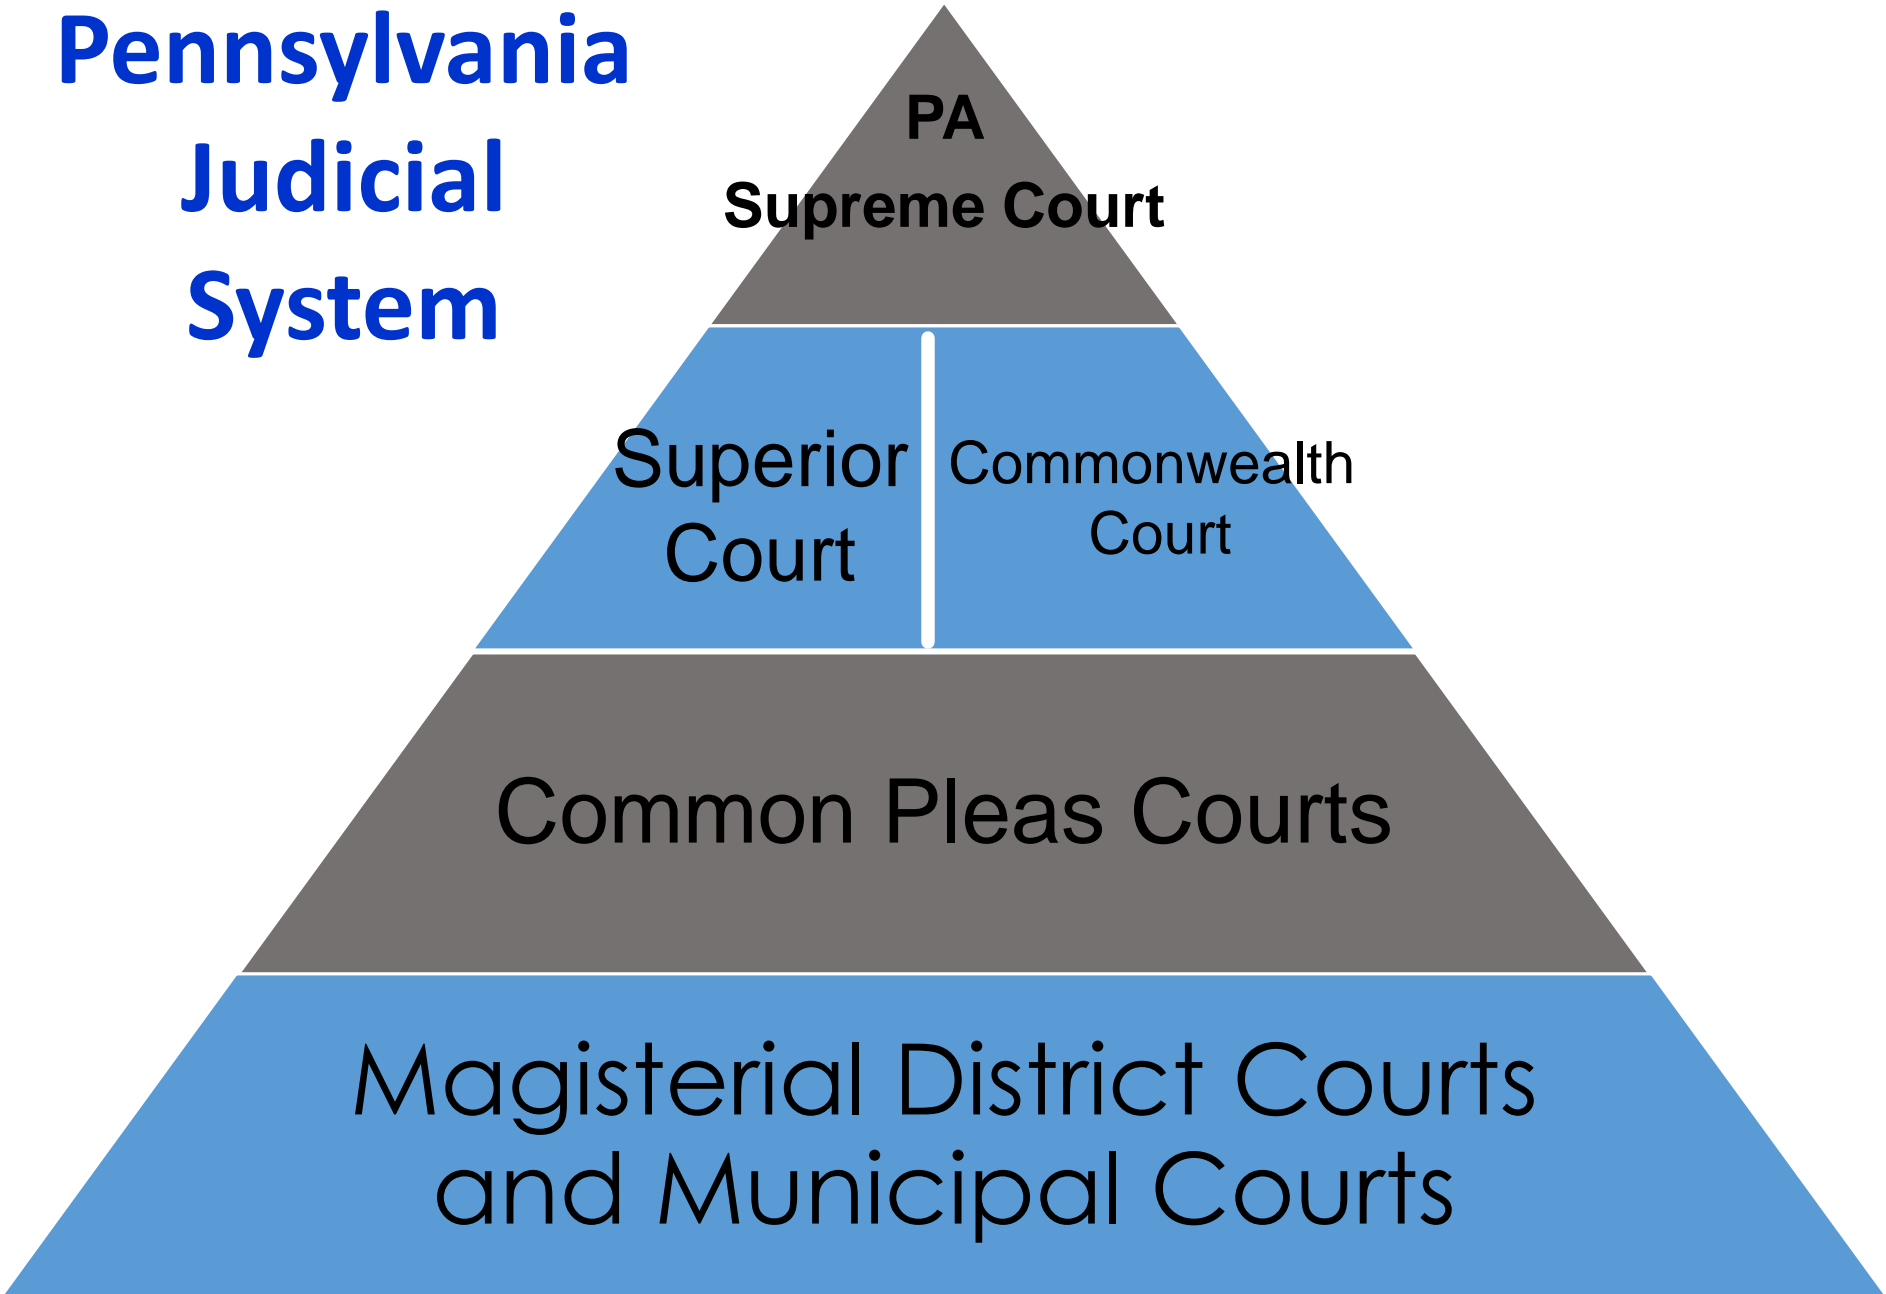 Pennsylvania
Judicial
System
PA
Supreme Court
Superior
Court
Commonwealth
Court
Common Pleas Courts
Magisterial District Courts
and Municipal Courts